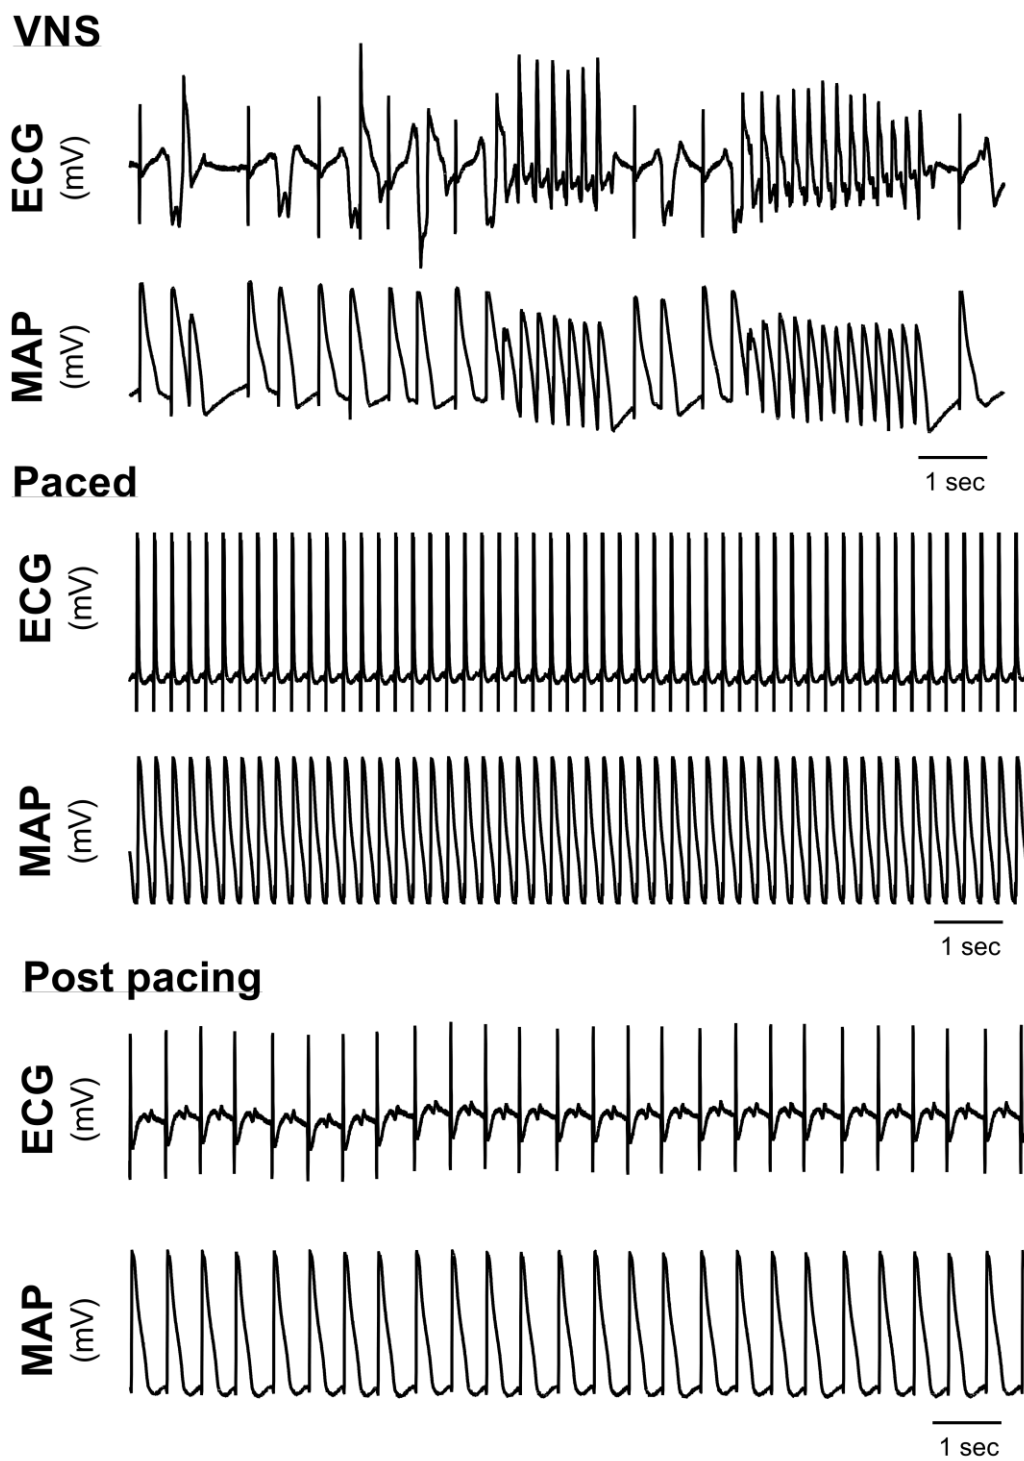 VNS
ECG
(mV)
MAP
(mV)
1 sec
Paced
ECG
(mV)
MAP
(mV)
1 sec
Post pacing
ECG
(mV)
MAP
(mV)
1 sec